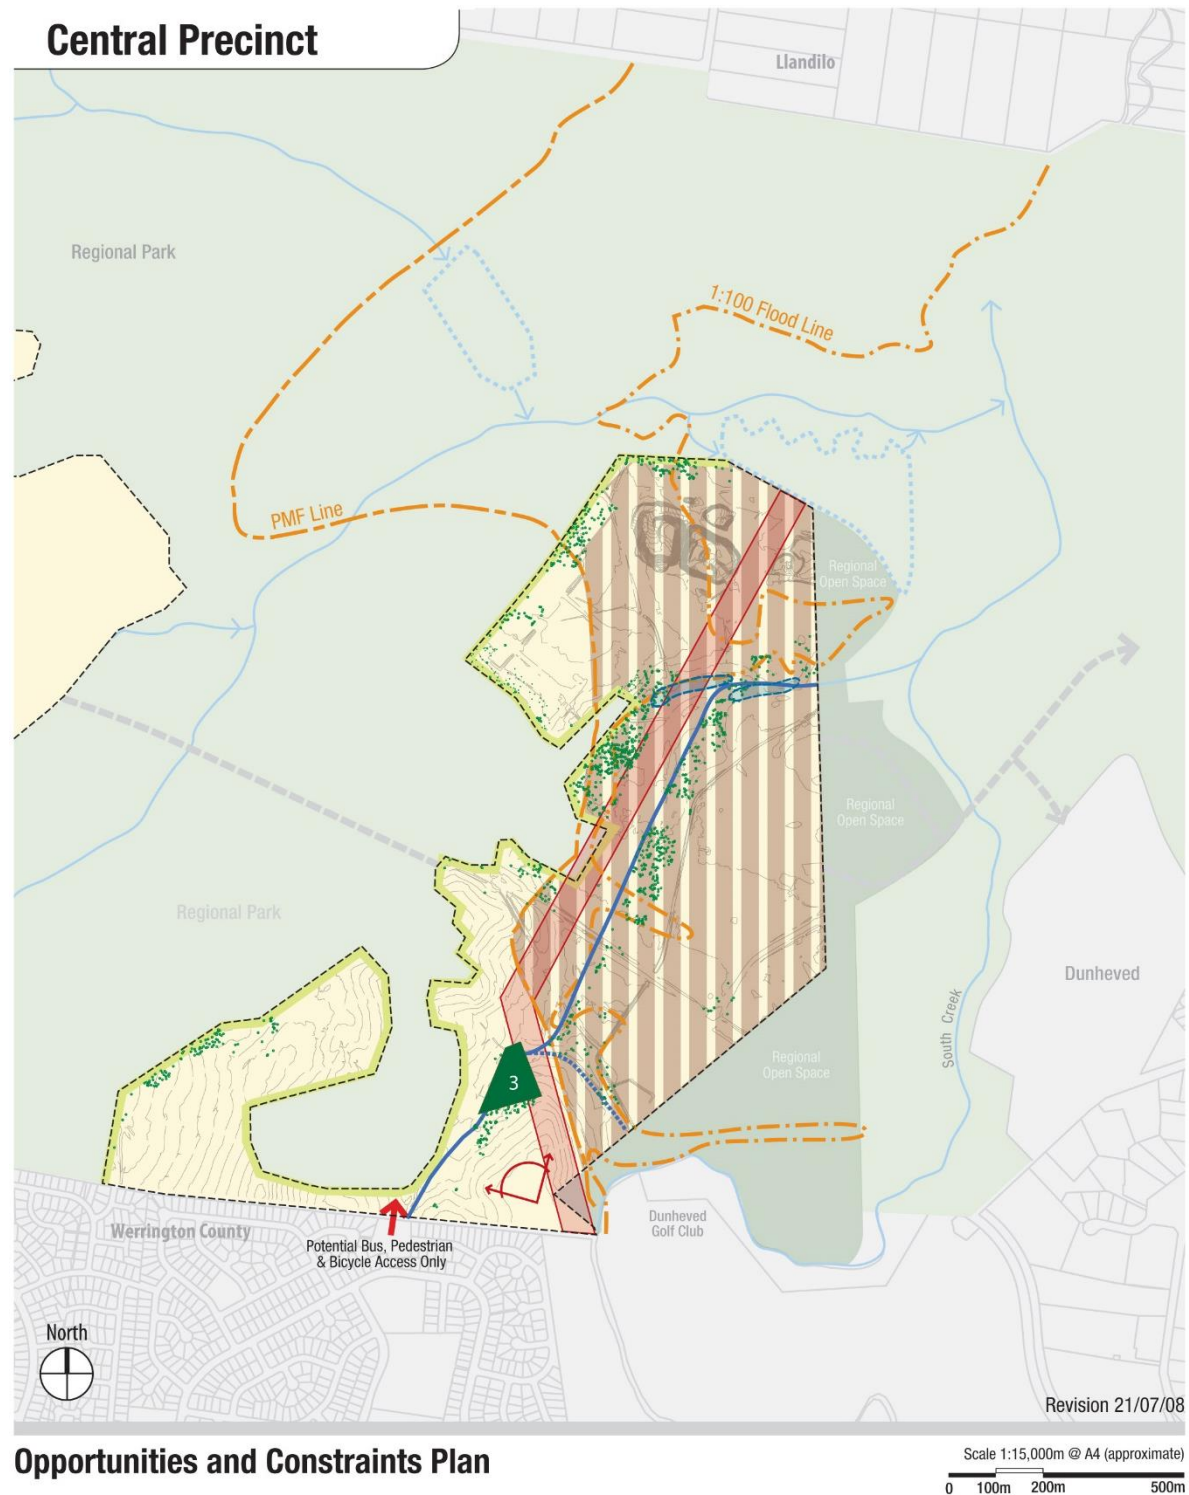 Central Precinct
Llandilo
Regional Park
1:100 Flood Line
PMF Line
Regional
Open Space
Regional
Open Space
Regional Park
Dunheved
South Creek
Regional
Open Space
3
Dunheved
Golf Club
Werrington County
Potential Bus, Pedestrian
& Bicycle Access Only
North
Revision 21/07/08
Opportunities and Constraints Plan
Scale 1:15,000m @ A4 (approximate)
0 100m 200m 500m